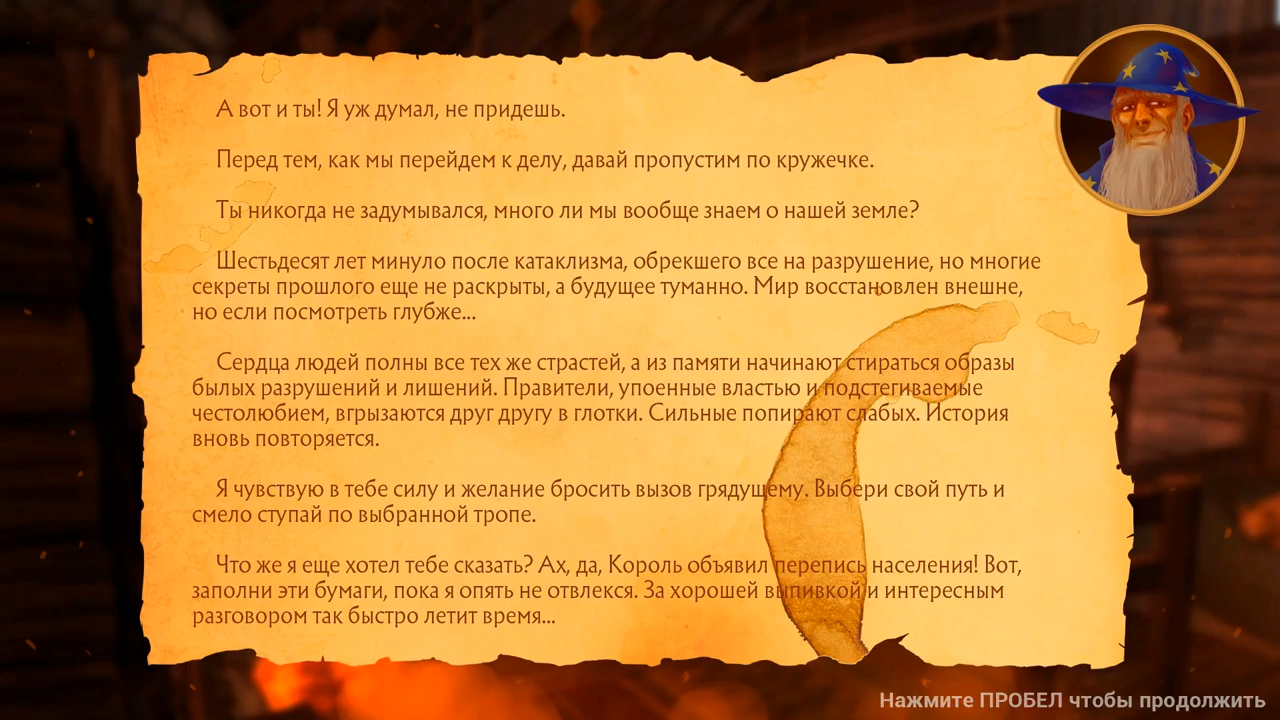 А вот и ты! Я уж думал, не придешь.
Перед тем, как мы перейдем к делу, давай пропустим по кружечке.
Ты никогда не задумывался, много ли мы вообще знаем о нашей земле?
Шестьдесят лет минуло после катаклизма, обрекшего все на разрушение, но многие
секреты прошлого еще не раскрыты, а будущее туманно. Мир восстановлен внешне,
но если посмотреть глубже...
Сердца людей полны все тех же страстей, а из памяти начинают стираться образы
былых разрушений и лишений. Правители, упоенные властью и подстегиваемые
честолюбием, вгрызаются друг другу в глотки. Сильные попирают слабых. История
вновь повторяется.
Я чувствую в тебе силу и желание бросить вызов грядущему. Выбери свой путь и
смело ступай по выбранной тропе.
Что же я еще хотел тебе сказать? Ах, да, Король объявил перепись населения! Вот,
заполни эти бумаги, пока я опять не отвлекся. За хорошей выпивкой и интересным
разговором так быстро летит время...
Нажмите ПРОБЕЛ чтобы продолжить